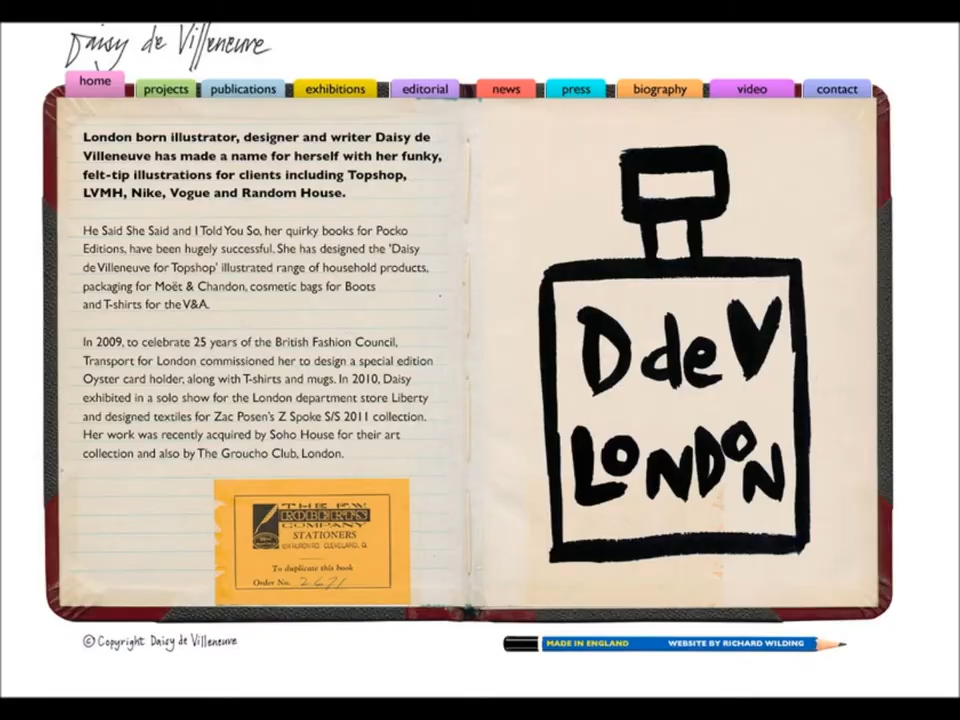 Daisy de Villeneuve
home
projects
publications
exhibitions
editorial
news
press
biography
video
contact
London born illustrator, designer and writer Daisy de
Villeneuve has made a name for herself with her funky,
felt-tip illustrations for clients including Topshop,
LVMH, Nike, Vogue and Random House.
He Said She Said and I Told You So, her quirky books for Pocko
Editions, have been hugely successful. She has designed the 'Daisy
de Villeneuve for Topshop' illustrated range of household products,
packaging for Moët & Chandon, cosmetic bags for Boots
and T-shirts for the V&A.
In 2009, to celebrate 25 years of the British Fashion Council,
Transport for London commissioned her to design a special edition
Oyster card holder, along with T-shirts and mugs. In 2010, Daisy
exhibited in a solo show for the London department store Liberty
and designed textiles for Zac Posen's Z Spoke S/S 2011 collection.
Her work was recently acquired by Soho House for their art
collection and also by The Groucho Club, London.
THE F.W.
ROBERTS
COMPANY
STATIONERS
HURON RD. CLEVELAND, O.
To duplicate this book
Order No. 2671
D de V
LONDON
© Copyright Daisy de Villeneuve
MADE IN ENGLAND
WEBSITE BY RICHARD WILDING